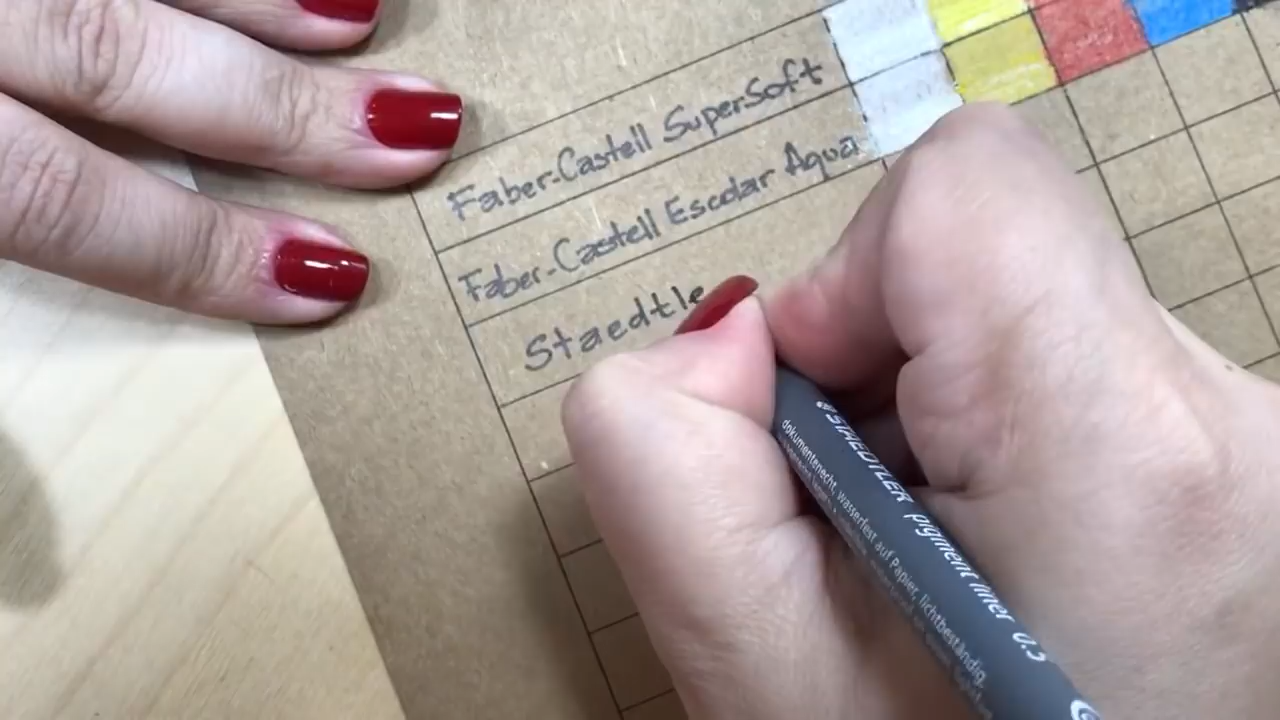 Faber-Castell SuperSoft
Faber-Castell Escolar Aqua
Staedtle
STAEDTLER pigment liner 0.3
dokumentenecht, wasserfest auf Papier, lichtbeständig,